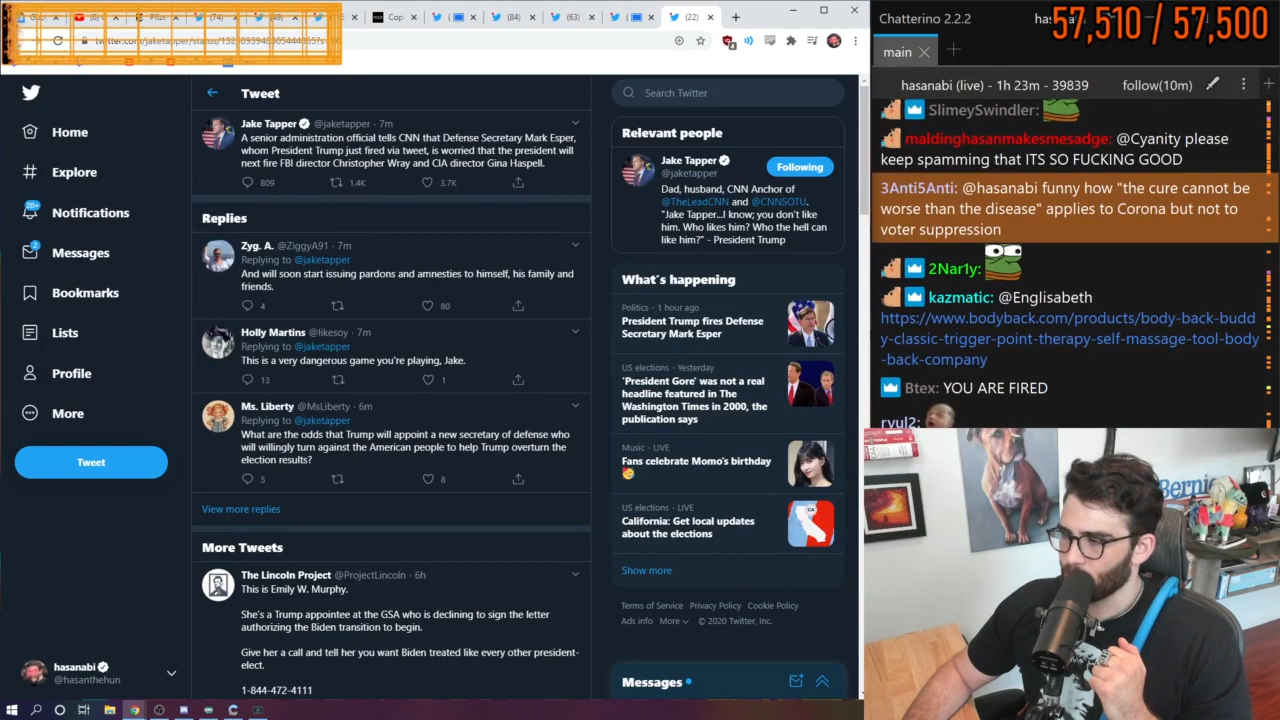 (0)
Pfize
(74)
(49)
Cop
(84)
(63)
(22)
twitter.com/jaketapper/status/132
Home
Explore
Notifications
20+
Messages
2
Bookmarks
Lists
Profile
More
Tweet
hasanabi
@hasanthehun
Tweet
Jake Tapper @jaketapper · 7m
A senior administration official tells CNN that Defense Secretary Mark Esper,
whom President Trump just fired via tweet, is worried that the president will
next fire FBI director Christopher Wray and CIA director Gina Haspell.
809 1.4K 3.7K
Replies
Zyg. A. @ZiggyA91 · 7m
Replying to @jaketapper
And will soon start issuing pardons and amnesties to himself, his family and
friends.
4 80
Holly Martins @likesoy · 7m
Replying to @jaketapper
This is a very dangerous game you're playing, Jake.
13 1
Ms. Liberty @MsLiberty · 6m
Replying to @jaketapper
What are the odds that Trump will appoint a new secretary of defense who
will willingly turn against the American people to help Trump overturn the
election results?
5 8
View more replies
More Tweets
The Lincoln Project @ProjectLincoln · 6h
This is Emily W. Murphy.
She's a Trump appointee at the GSA who is declining to sign the letter
authorizing the Biden transition to begin.
Give her a call and tell her you want Biden treated like every other president-
elect.
1-844-472-4111
Search Twitter
Relevant people
Jake Tapper
@jaketapper
Following
Dad, husband, CNN Anchor of
@TheLeadCNN and @CNNSOTU.
"Jake Tapper...I know; you don't like
him. Who likes him? Who the hell can
like him?" - President Trump
What's happening
Politics · 1 hour ago
President Trump fires Defense
Secretary Mark Esper
US elections · Yesterday
'President Gore' was not a real
headline featured in The
Washington Times in 2000, the
publication says
Music · LIVE
Fans celebrate Momo's birthday
US elections · LIVE
California: Get local updates
about the elections
Show more
Terms of Service Privacy Policy Cookie Policy
Ads info More © 2020 Twitter, Inc.
Messages
Chatterino 2.2.2
57,510 / 57,500
main
hasanabi (live) - 1h 23m - 39839 follow(10m)
SlimeySwindler:
maldinghasanmakesmesadge: @Cyanity please
keep spamming that ITS SO FUCKING GOOD
3Anti5Anti: @hasanabi funny how "the cure cannot be
worse than the disease" applies to Corona but not to
voter suppression
2Nar1y:
kazmatic: @Englisabeth
https://www.bodyback.com/products/body-back-budd
y-classic-trigger-point-therapy-self-massage-tool-body
-back-company
Btex: YOU ARE FIRED
ryul2:
Bernie